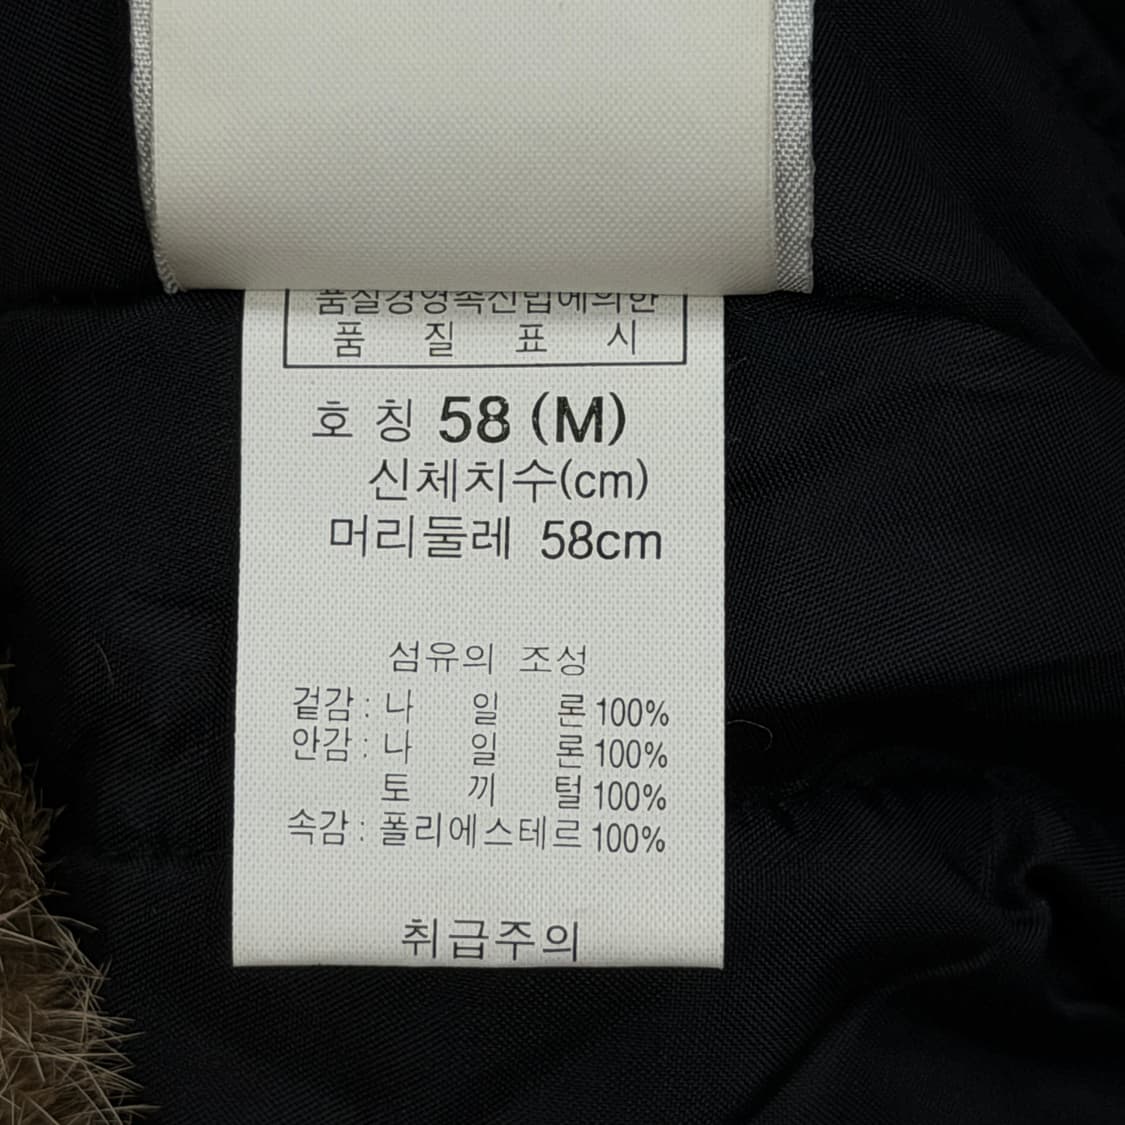 품질경영촉진법에의한
품 질 표 시
호 칭 58 (M)
신체치수(cm)
머리둘레 58cm
섬유의 조성
겉감 : 나 일 론 100%
안감 : 나 일 론 100%
토 끼 털 100%
속감 : 폴리에스테르 100%
취급주의